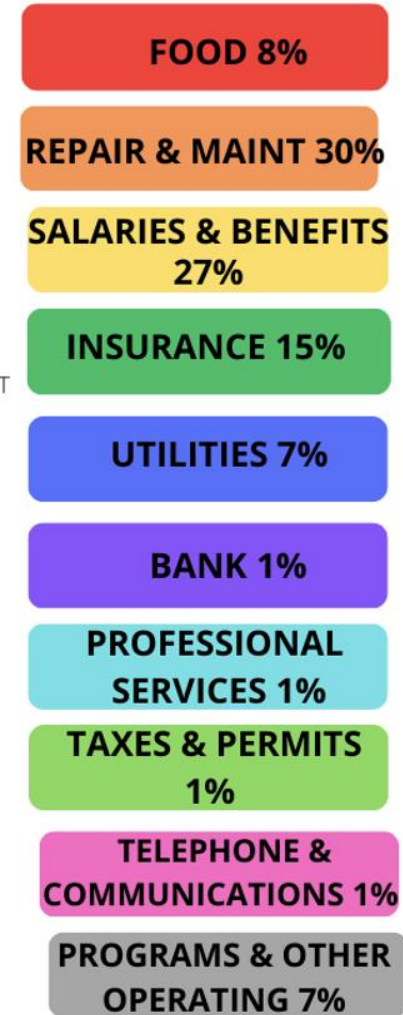 FOOD 8%
REPAIR & MAINT 30%
SALARIES & BENEFITS
27%
INSURANCE 15%
T
UTILITIES 7%
BANK 1%
PROFESSIONAL
SERVICES 1%
TAXES & PERMITS
1%
TELEPHONE &
COMMUNICATIONS 1%
PROGRAMS & OTHER
OPERATING 7%